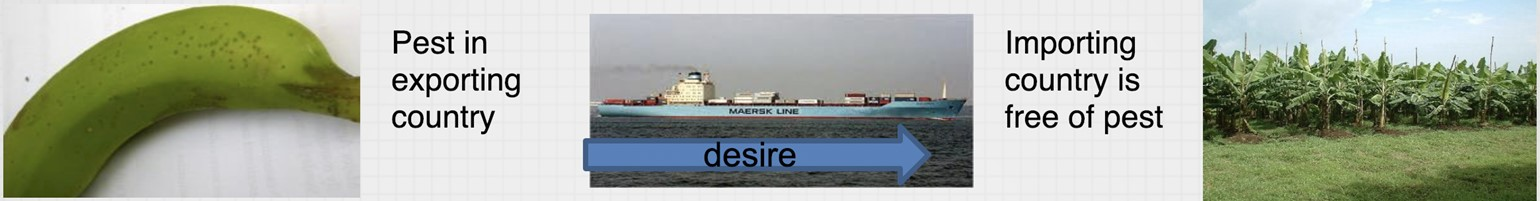 Pest in
exporting
country
MAERSK LINE
desire
Importing
country is
free of pest